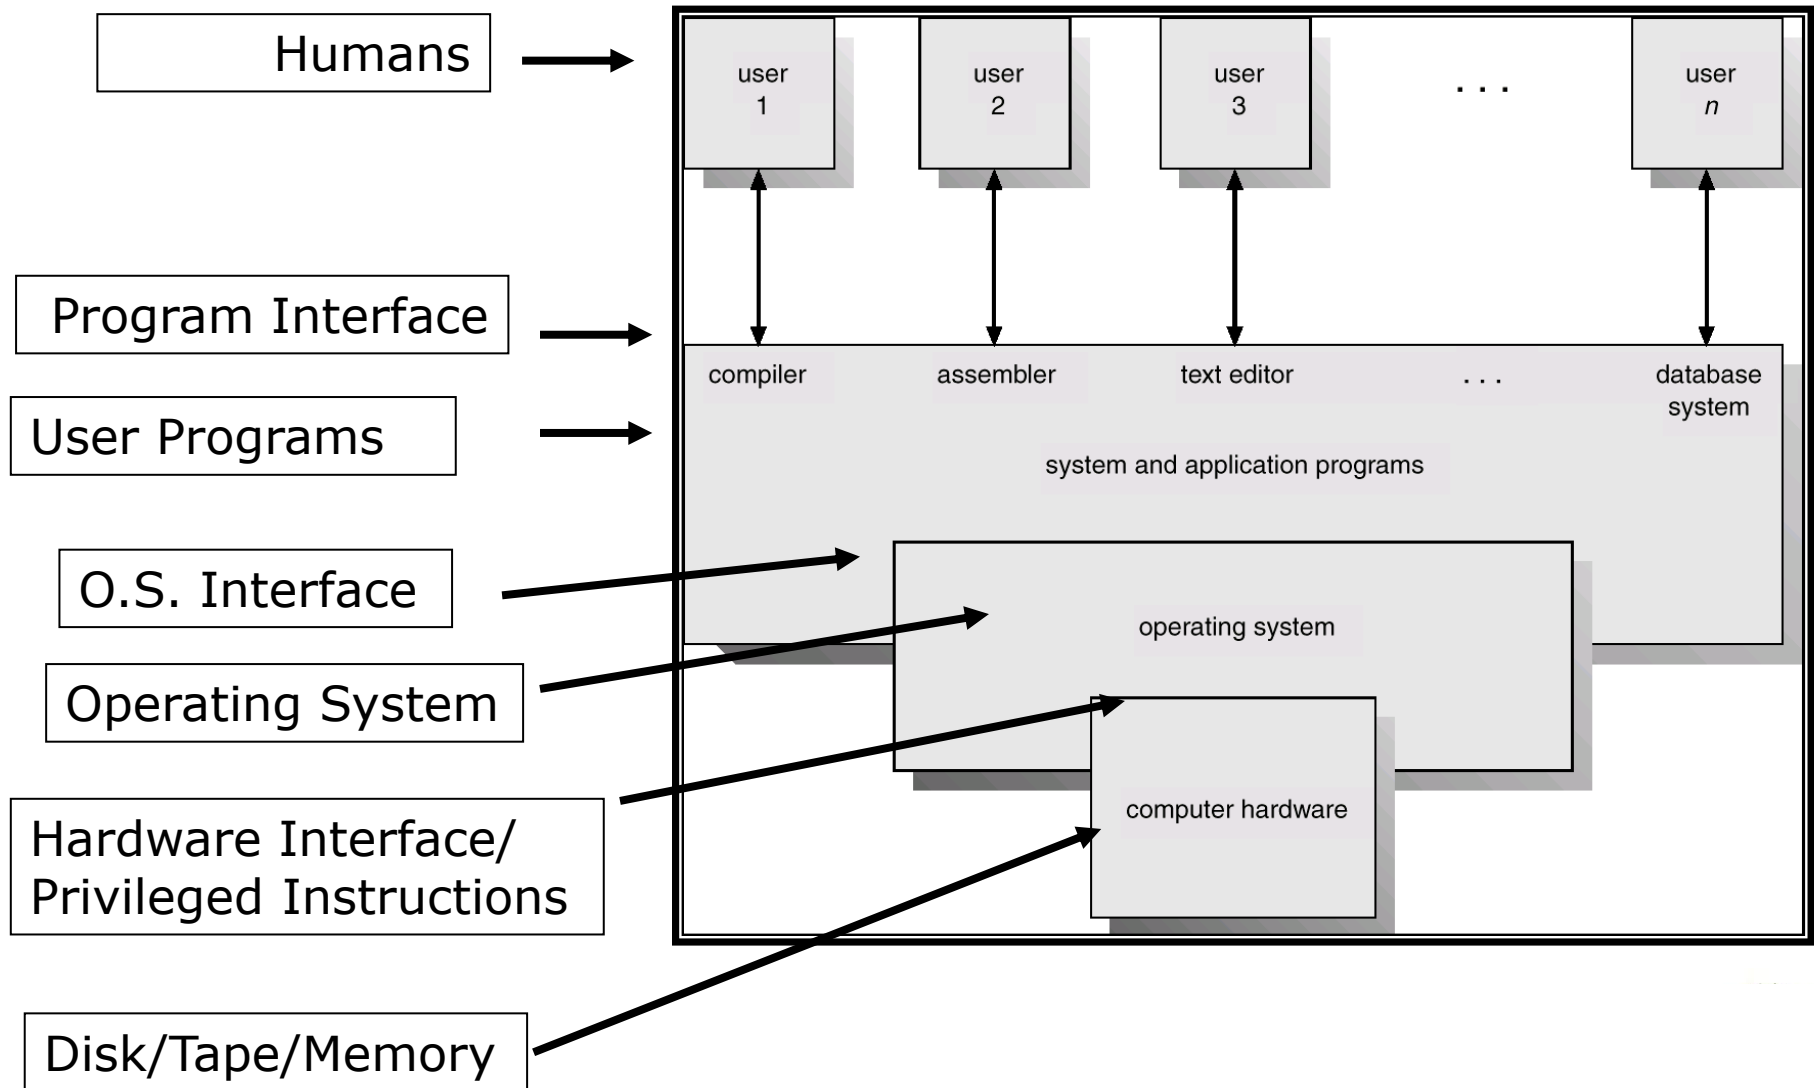 Humans
user
1
user
2
user
3
. . .
user
n
Program Interface
compiler
assembler
text editor
. . .
database
system
User Programs
system and application programs
O.S. Interface
operating system
Operating System
Hardware Interface/
Privileged Instructions
computer hardware
Disk/Tape/Memory